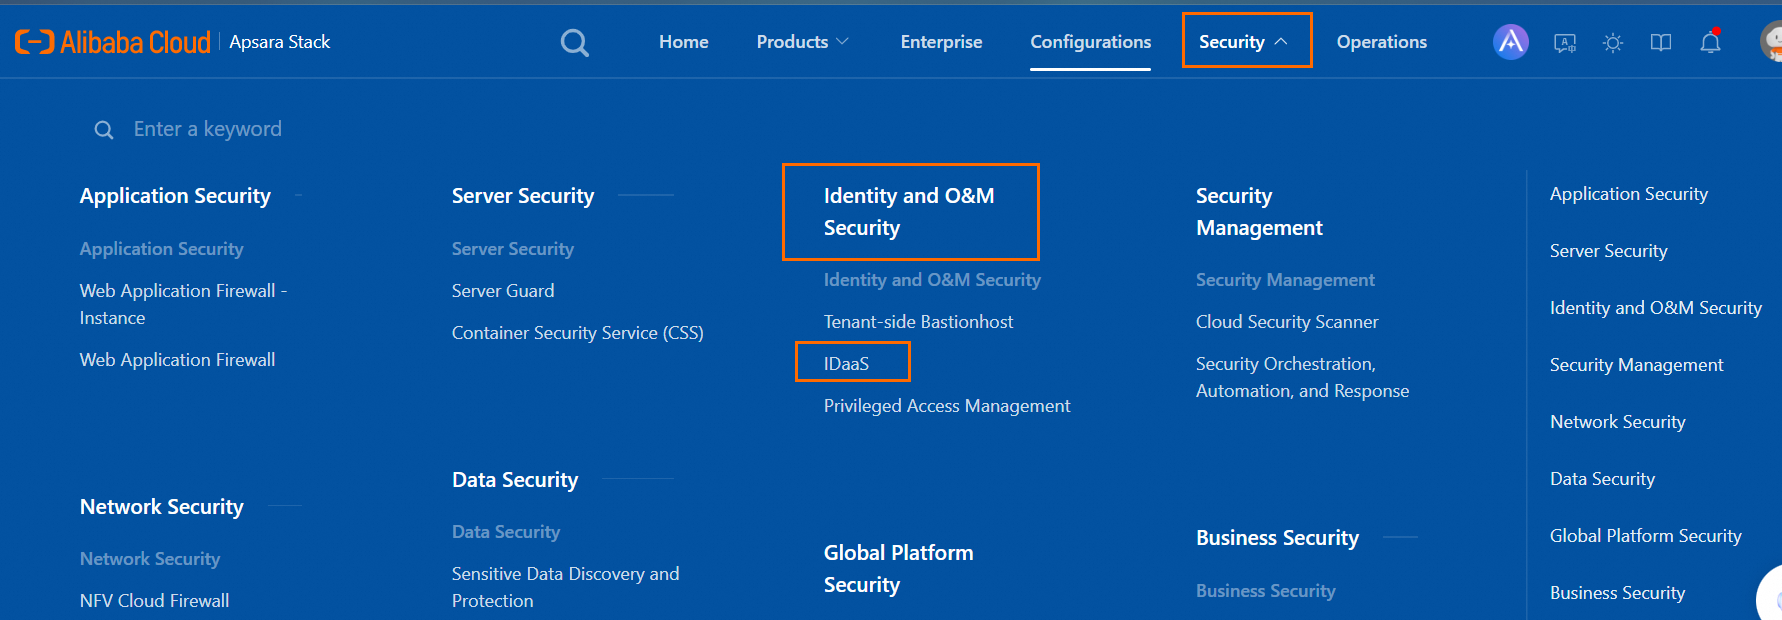 Alibaba Cloud | Apsara Stack
Home
Products
Enterprise
Configurations
Security
Operations
Enter a keyword
Application Security
Application Security
Web Application Firewall -
Instance
Web Application Firewall
Network Security
Network Security
NFV Cloud Firewall
Server Security
Server Security
Server Guard
Container Security Service (CSS)
Data Security
Data Security
Sensitive Data Discovery and
Protection
Identity and O&M
Security
Identity and O&M Security
Tenant-side Bastionhost
IDaaS
Privileged Access Management
Global Platform
Security
Security
Management
Security Management
Cloud Security Scanner
Security Orchestration,
Automation, and Response
Business Security
Business Security
Application Security
Server Security
Identity and O&M Security
Security Management
Network Security
Data Security
Global Platform Security
Business Security